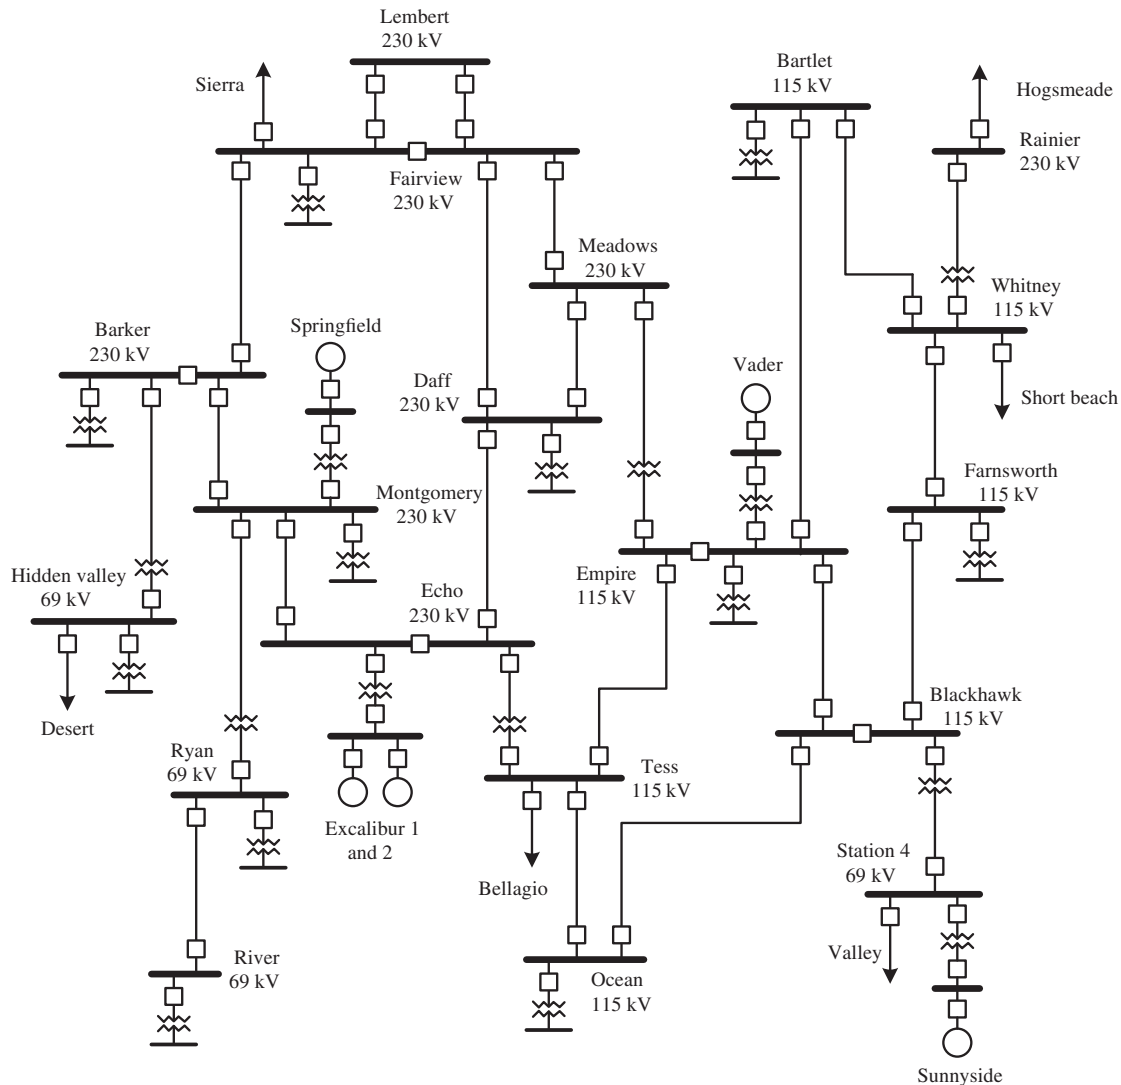 Lembert
230 kV
Sierra
Bartlet
115 kV
Hogsmeade
Rainier
230 kV
Fairview
230 kV
Meadows
230 kV
Whitney
115 kV
Springfield
Barker
230 kV
Vader
Daff
230 kV
Short beach
Farnsworth
115 kV
Montgomery
230 kV
Hidden valley
69 kV
Echo
230 kV
Empire
115 kV
Desert
Blackhawk
115 kV
Ryan
69 kV
Tess
115 kV
Excalibur 1
and 2
Station 4
69 kV
Bellagio
Valley
River
69 kV
Ocean
115 kV
Sunnyside